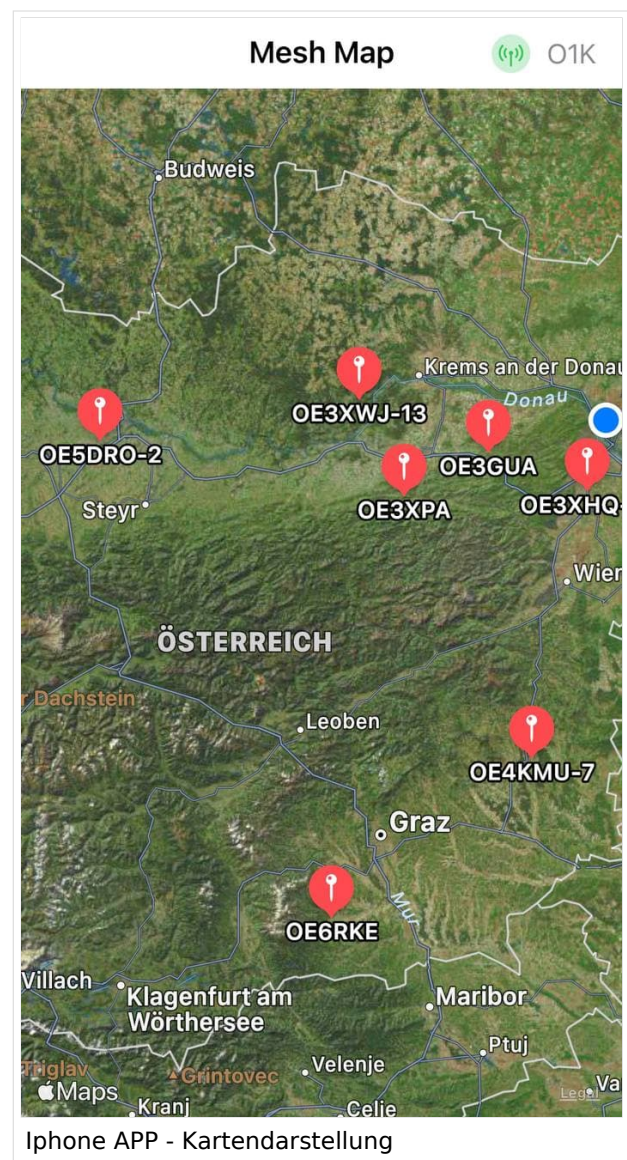 Mesh Map
O1K
Budweis
Krems an der Donau
Donau
OE3XWJ-13
OE5DRO-2
OE3GUA
OE3XPA
OE3XHQ-
Steyr
Wier
ÖSTERREICH
r Dachstein
Leoben
OE4KMU-7
Graz
OE6RKE
Mur
Villach
Klagenfurt am
Wörthersee
Maribor
Ptuj
Triglav
Grintovec
Velenje
Maps
Legal
Va
Kranj
Celje
Iphone APP - Kartendarstellung